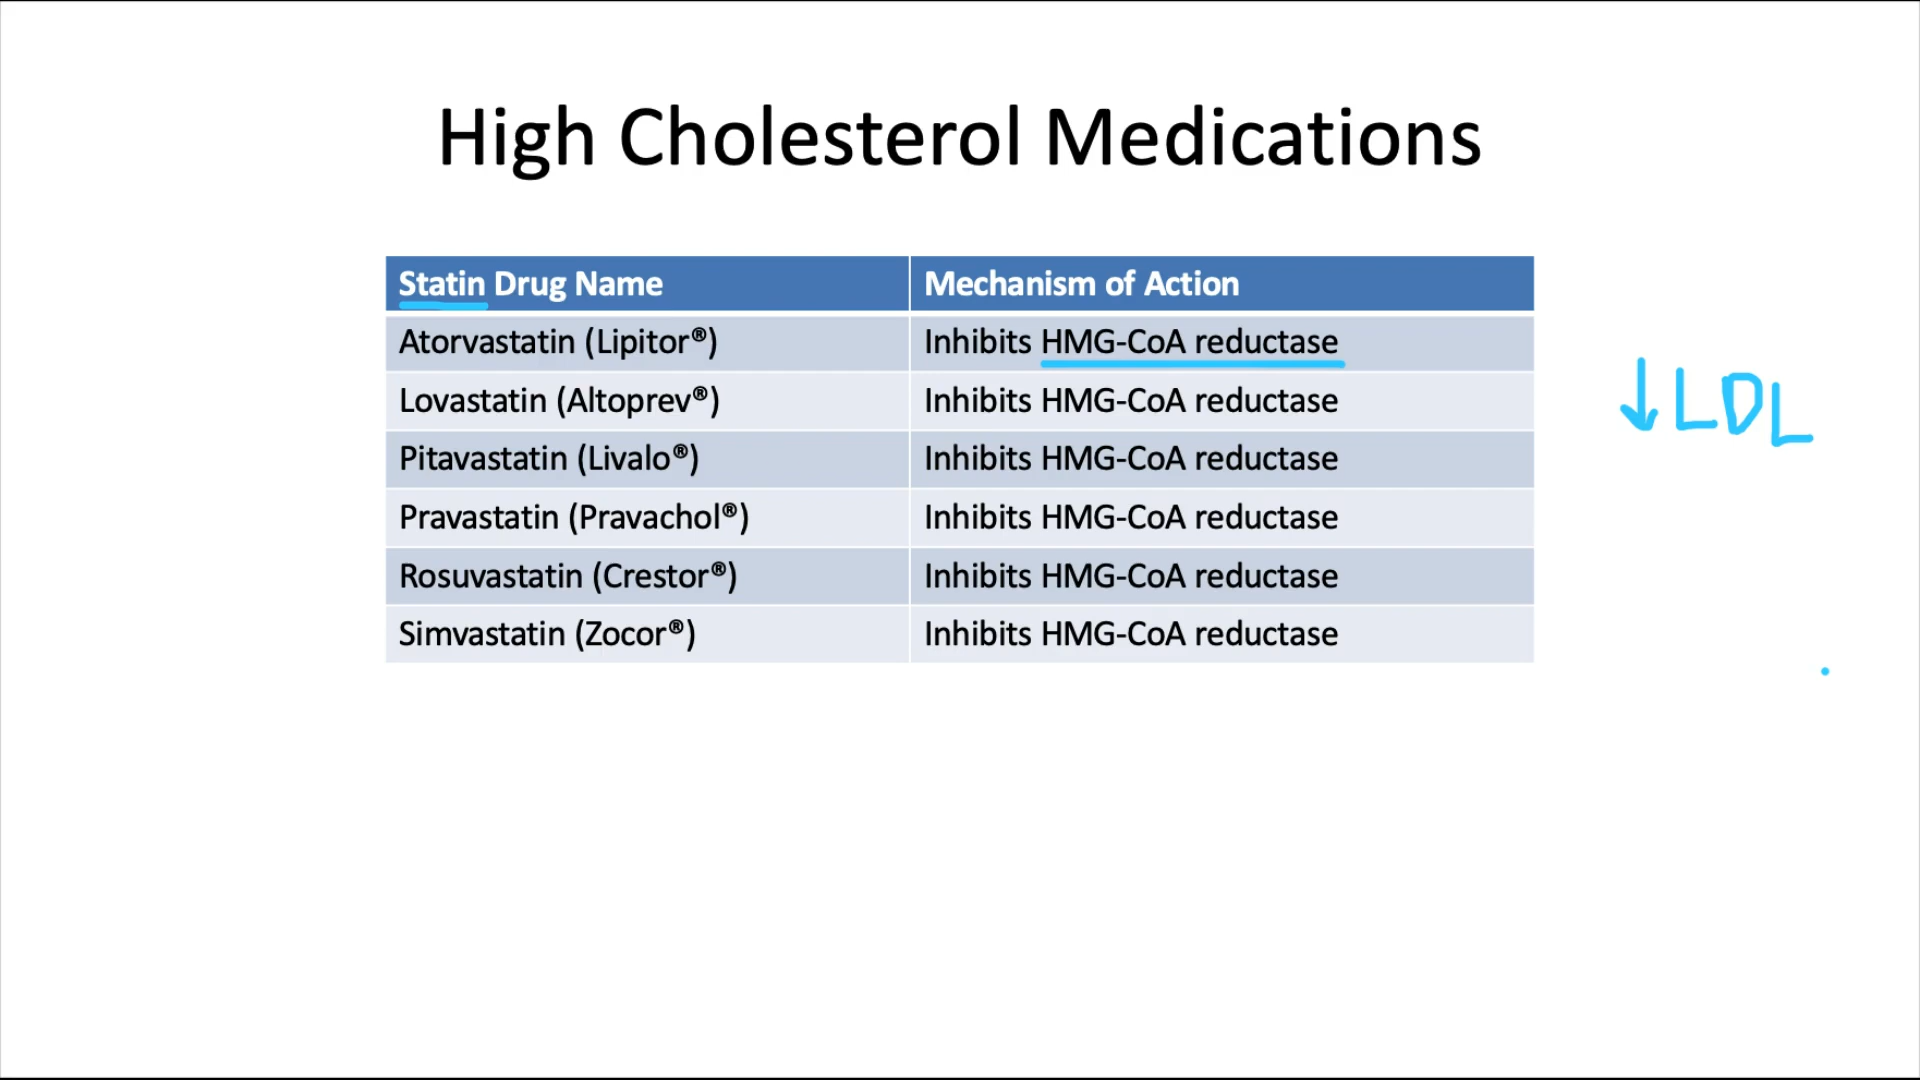 High Cholesterol Medications
Statin Drug Name Mechanism of Action
Atorvastatin (Lipitor®) Inhibits HMG-CoA reductase
Lovastatin (Altoprev®) Inhibits HMG-CoA reductase
↓LDL
Pitavastatin (Livalo®) Inhibits HMG-CoA reductase
Pravastatin (Pravachol®) Inhibits HMG-CoA reductase
Rosuvastatin (Crestor®) Inhibits HMG-CoA reductase
Simvastatin (Zocor®) Inhibits HMG-CoA reductase